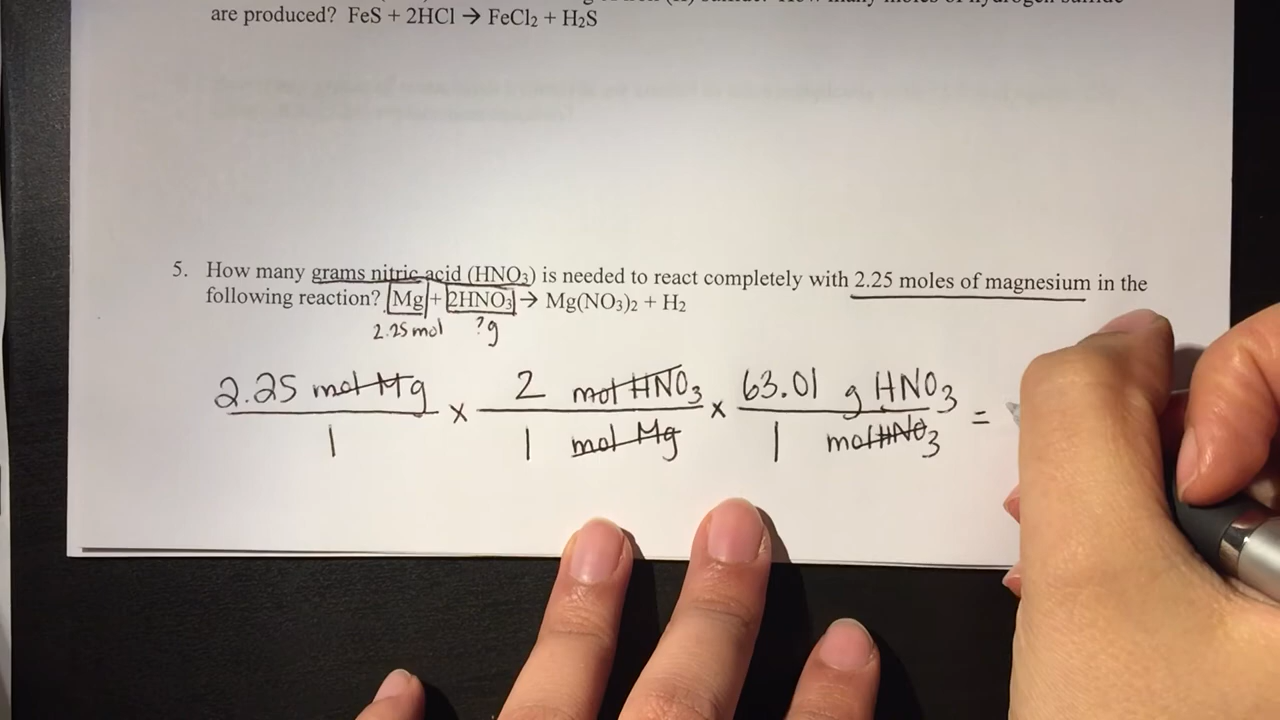 are produced? FeS + 2HCl → FeCl₂ + H₂S
5. How many grams nitric acid (HNO₃) is needed to react completely with 2.25 moles of magnesium in the
following reaction? Mg + 2HNO₃ → Mg(NO₃)₂ + H₂
2.25 mol ?g
2.25 mol Mg × 2 mol HNO₃ × 63.01 g HNO₃ =
1 1 mol Mg 1 mol HNO₃